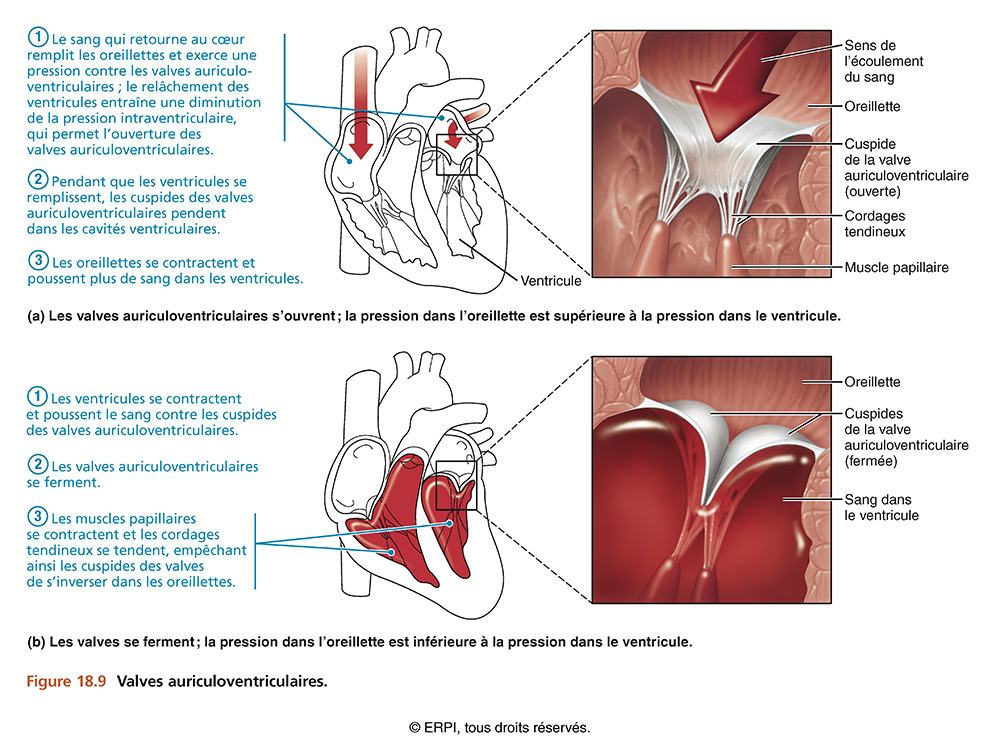 1 Le sang qui retourne au cœur
remplit les oreillettes et exerce une
pression contre les valves auriculo-
ventriculaires ; le relâchement des
ventricules entraîne une diminution
de la pression intraventriculaire,
qui permet l'ouverture des
valves auriculoventriculaires.
2 Pendant que les ventricules se
remplissent, les cuspides des valves
auriculoventriculaires pendent
dans les cavités ventriculaires.
3 Les oreillettes se contractent et
poussent plus de sang dans les ventricules.
Ventricule
Sens de
l'écoulement
du sang
Oreillette
Cuspide
de la valve
auriculoventriculaire
(ouverte)
Cordages
tendineux
Muscle papillaire
(a) Les valves auriculoventriculaires s'ouvrent ; la pression dans l'oreillette est supérieure à la pression dans le ventricule.
1 Les ventricules se contractent
et poussent le sang contre les cuspides
des valves auriculoventriculaires.
2 Les valves auriculoventriculaires
se ferment.
3 Les muscles papillaires
se contractent et les cordages
tendineux se tendent, empêchant
ainsi les cuspides des valves
de s'inverser dans les oreillettes.
Oreillette
Cuspides
de la valve
auriculoventriculaire
(fermée)
Sang dans
le ventricule
(b) Les valves se ferment ; la pression dans l'oreillette est inférieure à la pression dans le ventricule.
Figure 18.9 Valves auriculoventriculaires.
© ERPI, tous droits réservés.